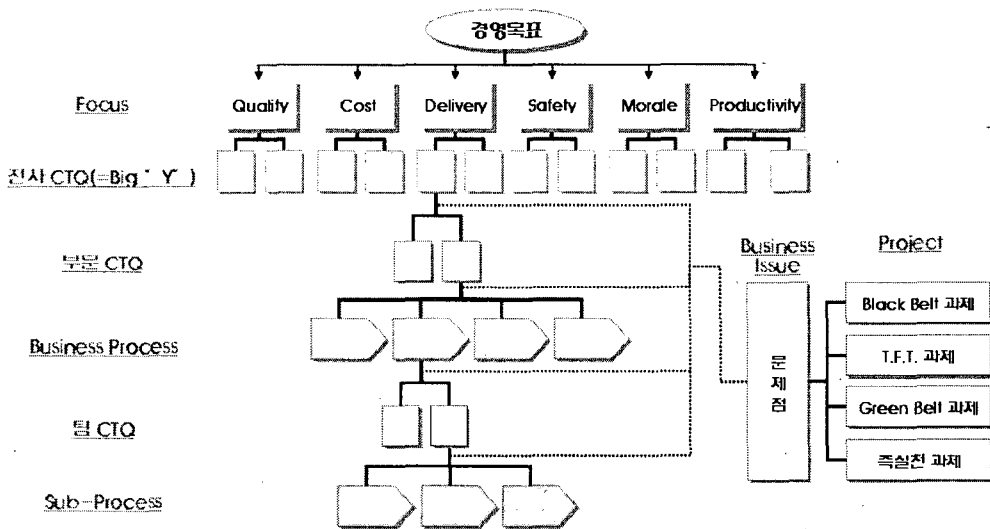 경영목표
Focus
Quality
Cost
Delivery
Safety
Morale
Productivity
전사 CTQ(=Big " Y" )
부문 CTQ
Business
Issue
Project
Business Process
문
제
점
Black Belt 과제
T.F.T. 과제
Green Belt 과제
즉실천 과제
팀 CTQ
Sub-Process